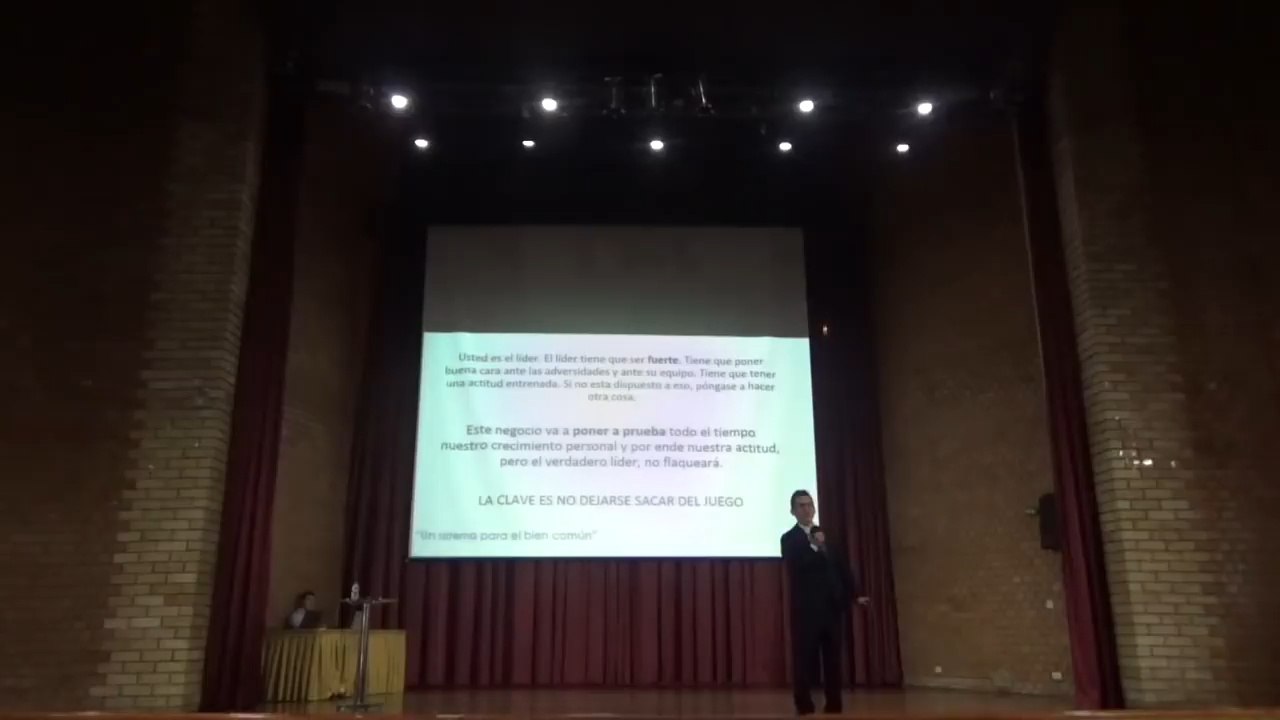 Usted es el líder. El líder tiene que ser fuerte. Tiene que poner
buena cara ante las adversidades y ante su equipo. Tiene que tener
una actitud entrenada. Si no esta dispuesto a eso, póngase a hacer
otra cosa.
Este negocio va a poner a prueba todo el tiempo
nuestro crecimiento personal y por ende nuestra actitud,
pero el verdadero líder, no flaqueará.
LA CLAVE ES NO DEJARSE SACAR DEL JUEGO
"Un sistema para el bien común"